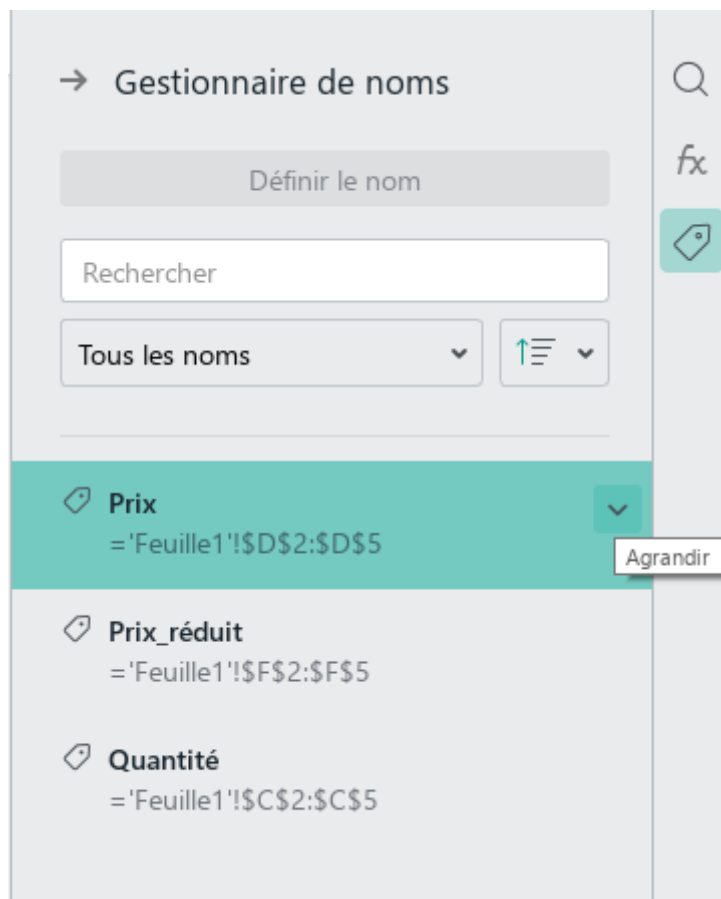 Gestionnaire de noms
Définir le nom
Rechercher
Tous les noms
Prix
='Feuille1'!$D$2:$D$5
Agrandir
Prix_réduit
='Feuille1'!$F$2:$F$5
Quantité
='Feuille1'!$C$2:$C$5
fx